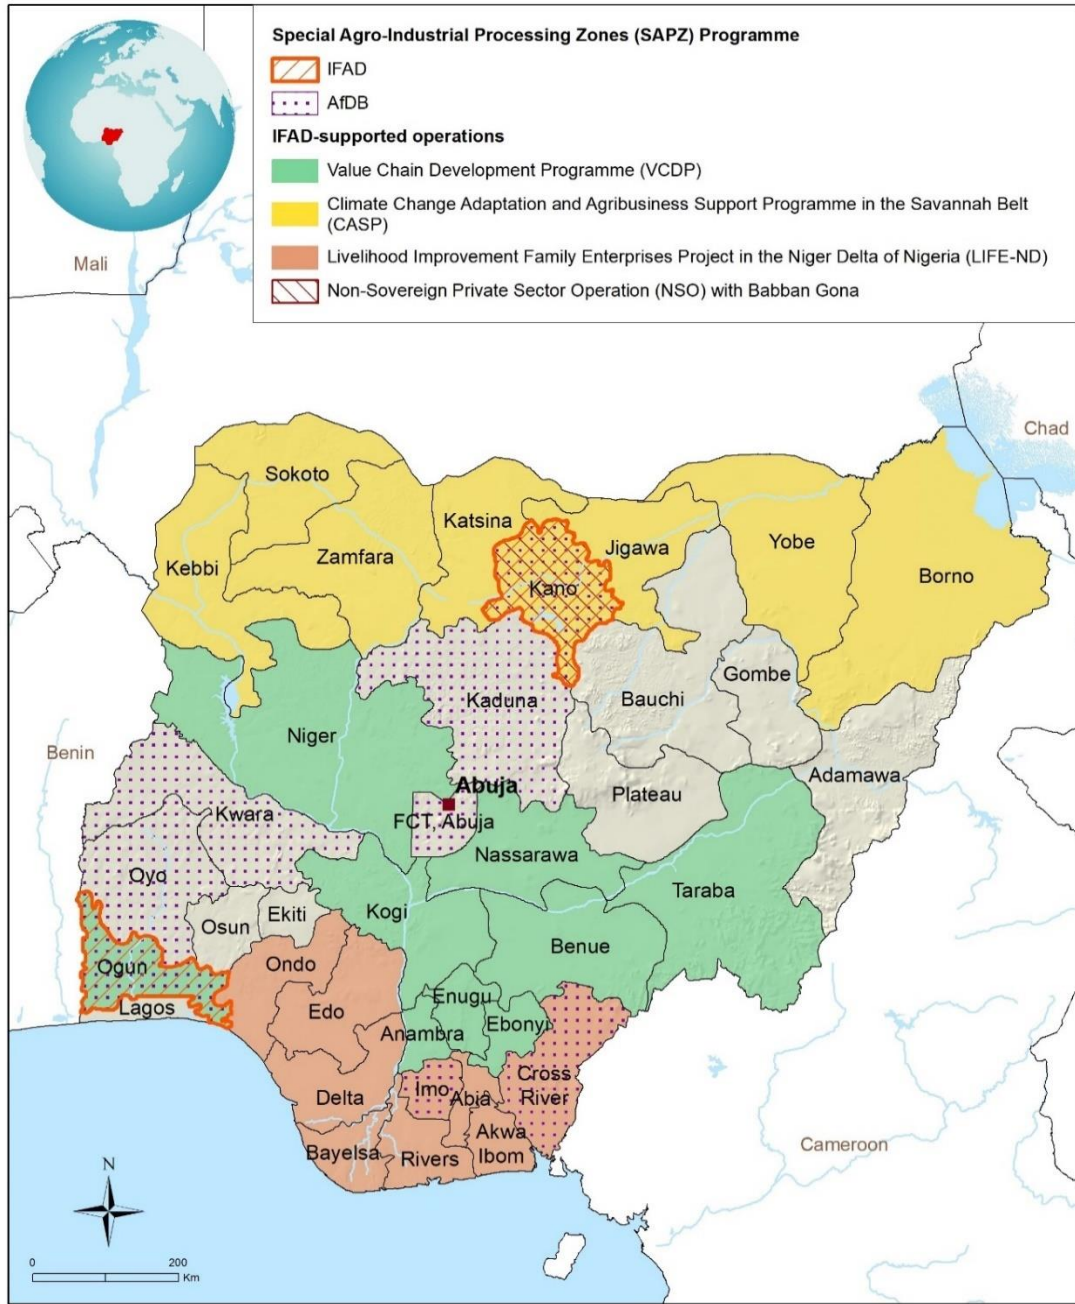 Special Agro-Industrial Processing Zones (SAPZ) Programme
IFAD
AfDB
IFAD-supported operations
Value Chain Development Programme (VCDP)
Climate Change Adaptation and Agribusiness Support Programme in the Savannah Belt
(CASP)
Livelihood Improvement Family Enterprises Project in the Niger Delta of Nigeria (LIFE-ND)
Non-Sovereign Private Sector Operation (NSO) with Babban Gona
Mali
Chad
Sokoto
Katsina
Kebbi
Zamfara
Jigawa
Yobe
Borno
Kano
Gombe
Kaduna
Bauchi
Niger
Benin
Adamawa
Abuja
Plateau
Kwara
FCT, Abuja
Nassarawa
Oyo
Taraba
Kogi
Ekiti
Osun
Benue
Ogun
Ondo
Lagos
Enugu
Edo
Anambra
Ebonyi
Cross
River
Imo
Abia
Delta
Akwa
Ibom
Bayelsa
Rivers
Cameroon
N
0 200
Km